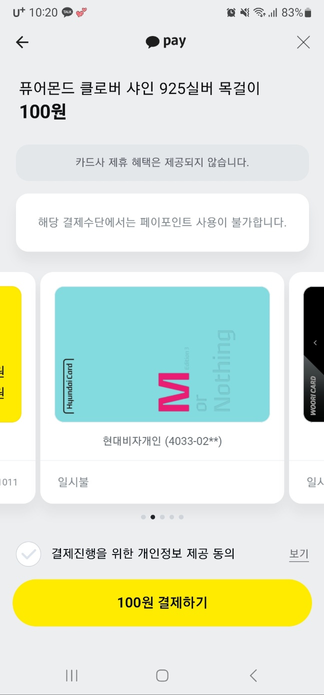 U+ 10:20 83%
pay
퓨어몬드 클로버 샤인 925실버 목걸이
100원
카드사 제휴 혜택은 제공되지 않습니다.
해당 결제수단에서는 페이포인트 사용이 불가합니다.
원
원
Hyundai Card
M
or
Nothing
WOORI CARD
현대비자개인 (4033-02**)
1011
일시불
일시
결제진행을 위한 개인정보 제공 동의
보기
100원 결제하기